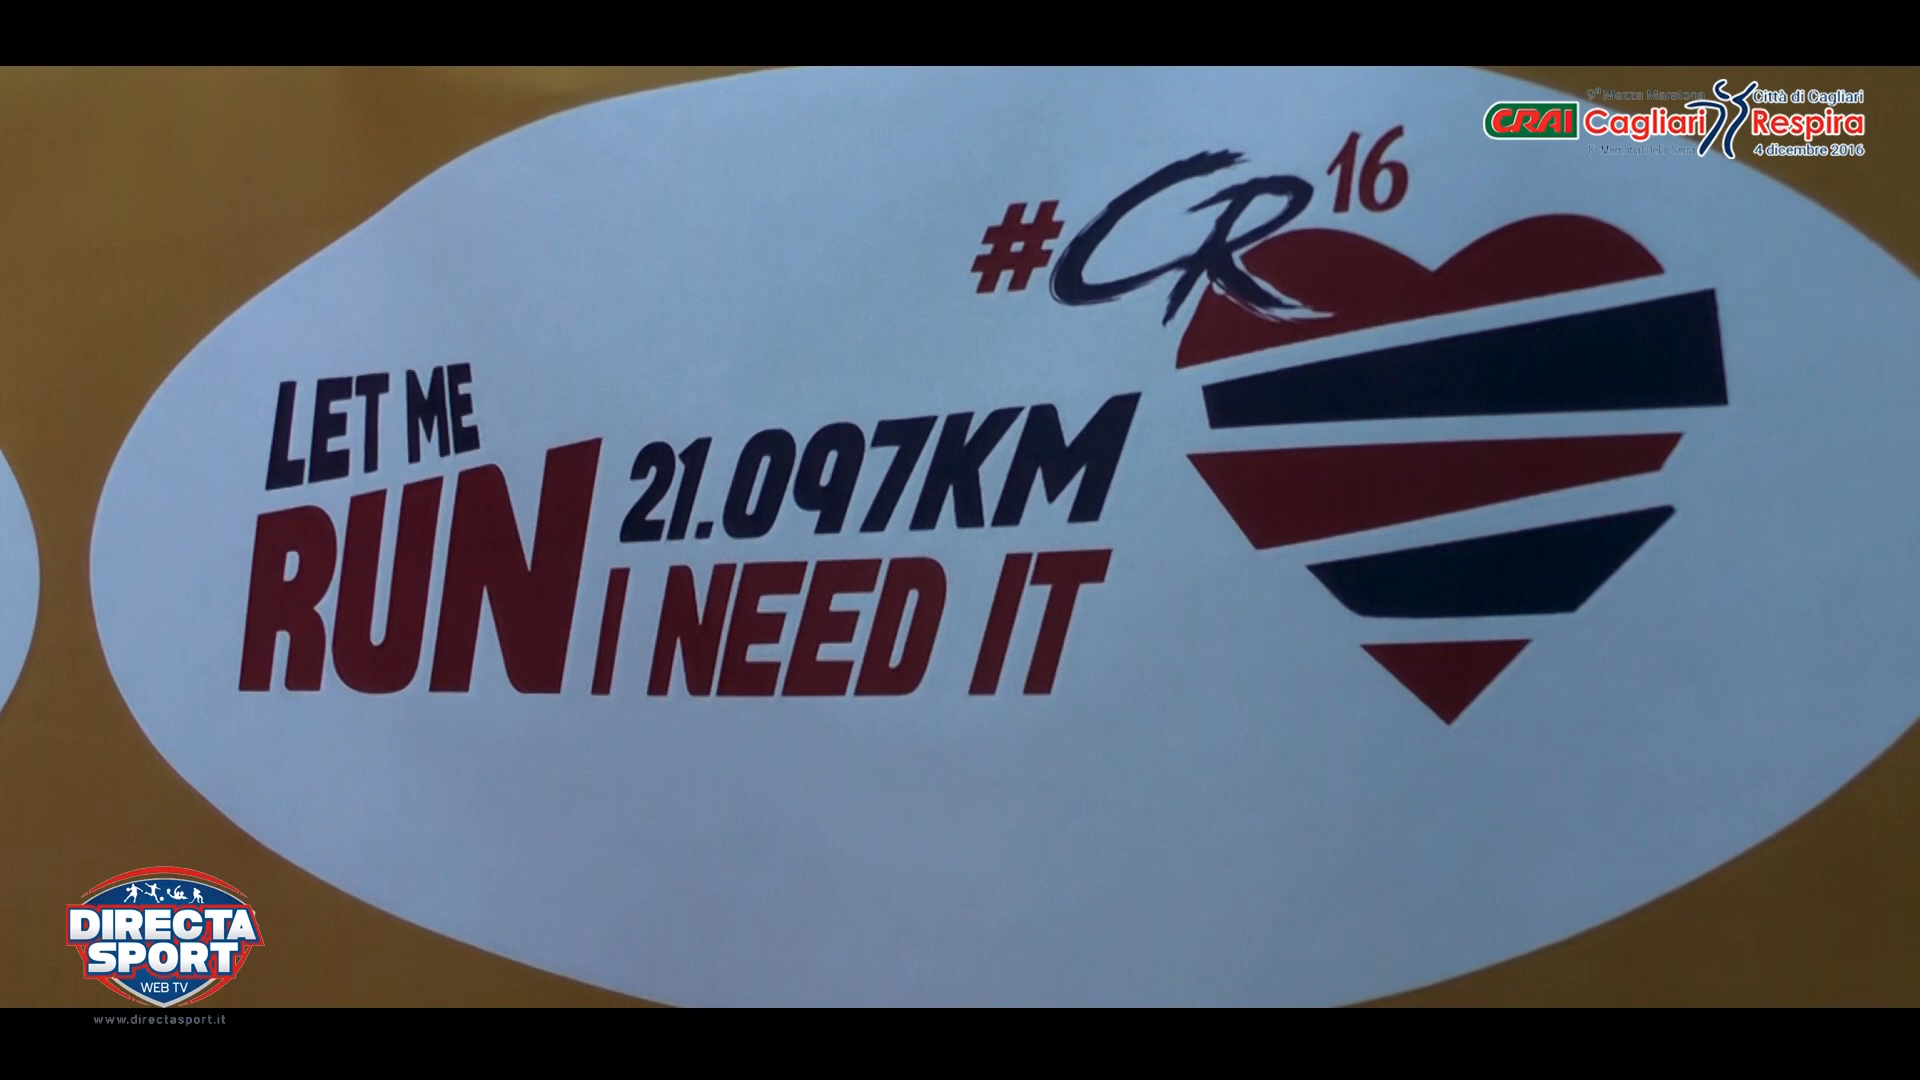 9ª Mezza Maratona
Città di Cagliari
CRAI Cagliari Respira
4 dicembre 2016
#CR16
LET ME
RUN
21.097KM
I NEED IT
DIRECTA
SPORT
WEB TV
www.directasport.it